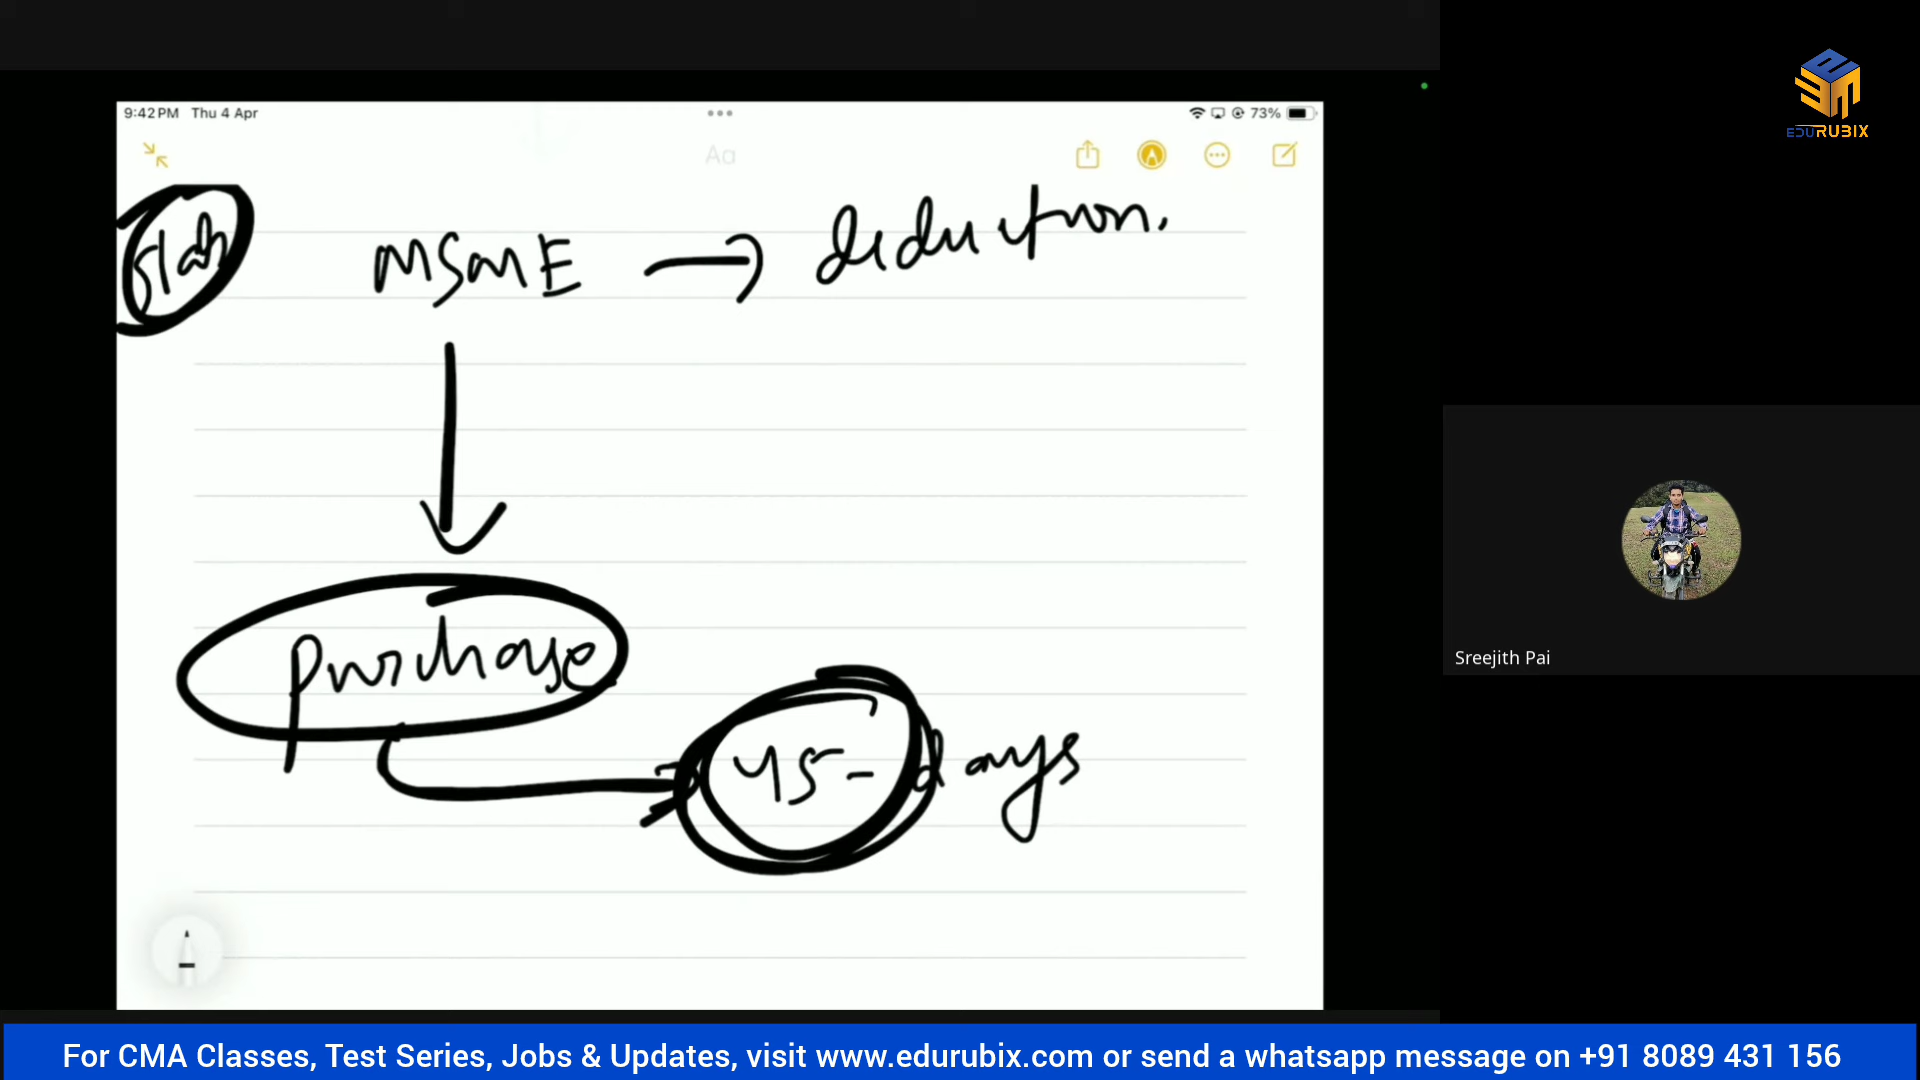 9:42 PM Thu 4 Apr
73%
Aa
EDURUBIX
slab MSME → deduction.
purchase
45- days
Sreejith Pai
For CMA Classes, Test Series, Jobs & Updates, visit www.edurubix.com or send a whatsapp message on +91 8089 431 156